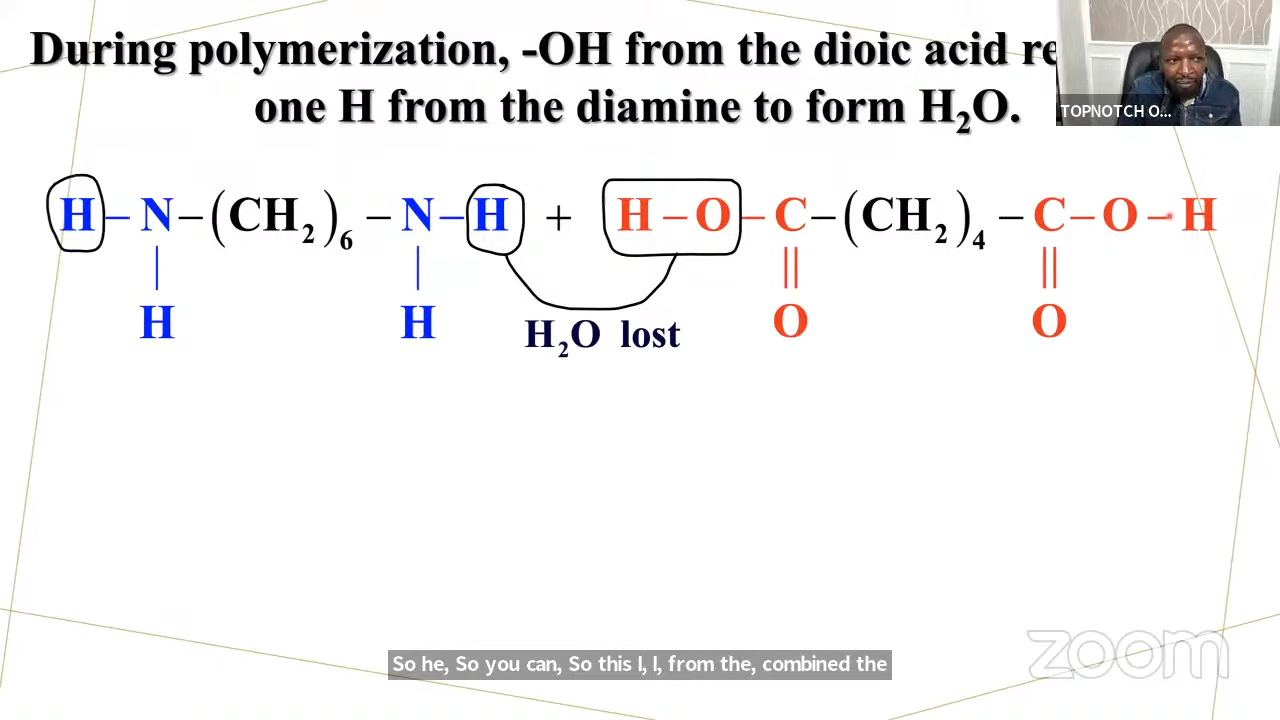 During polymerization, -OH from the dioic acid re
one H from the diamine to form H₂O.
TOPNOTCH O...
H – N – (CH₂)₆ – N – H + H – O – C – (CH₂)₄ – C – O – H
| | || ||
H H O O
H₂O lost
So he, So you can, So this I, I, from the, combined the
zoom